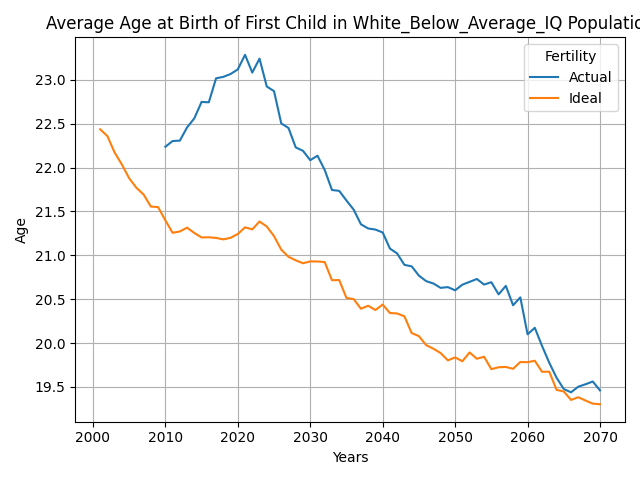 Average Age at Birth of First Child in White_Below_Average_IQ Populatio
Fertility
Actual
Ideal
23.0
22.5
22.0
21.5
21.0
20.5
20.0
19.5
Age
2000 2010 2020 2030 2040 2050 2060 2070
Years